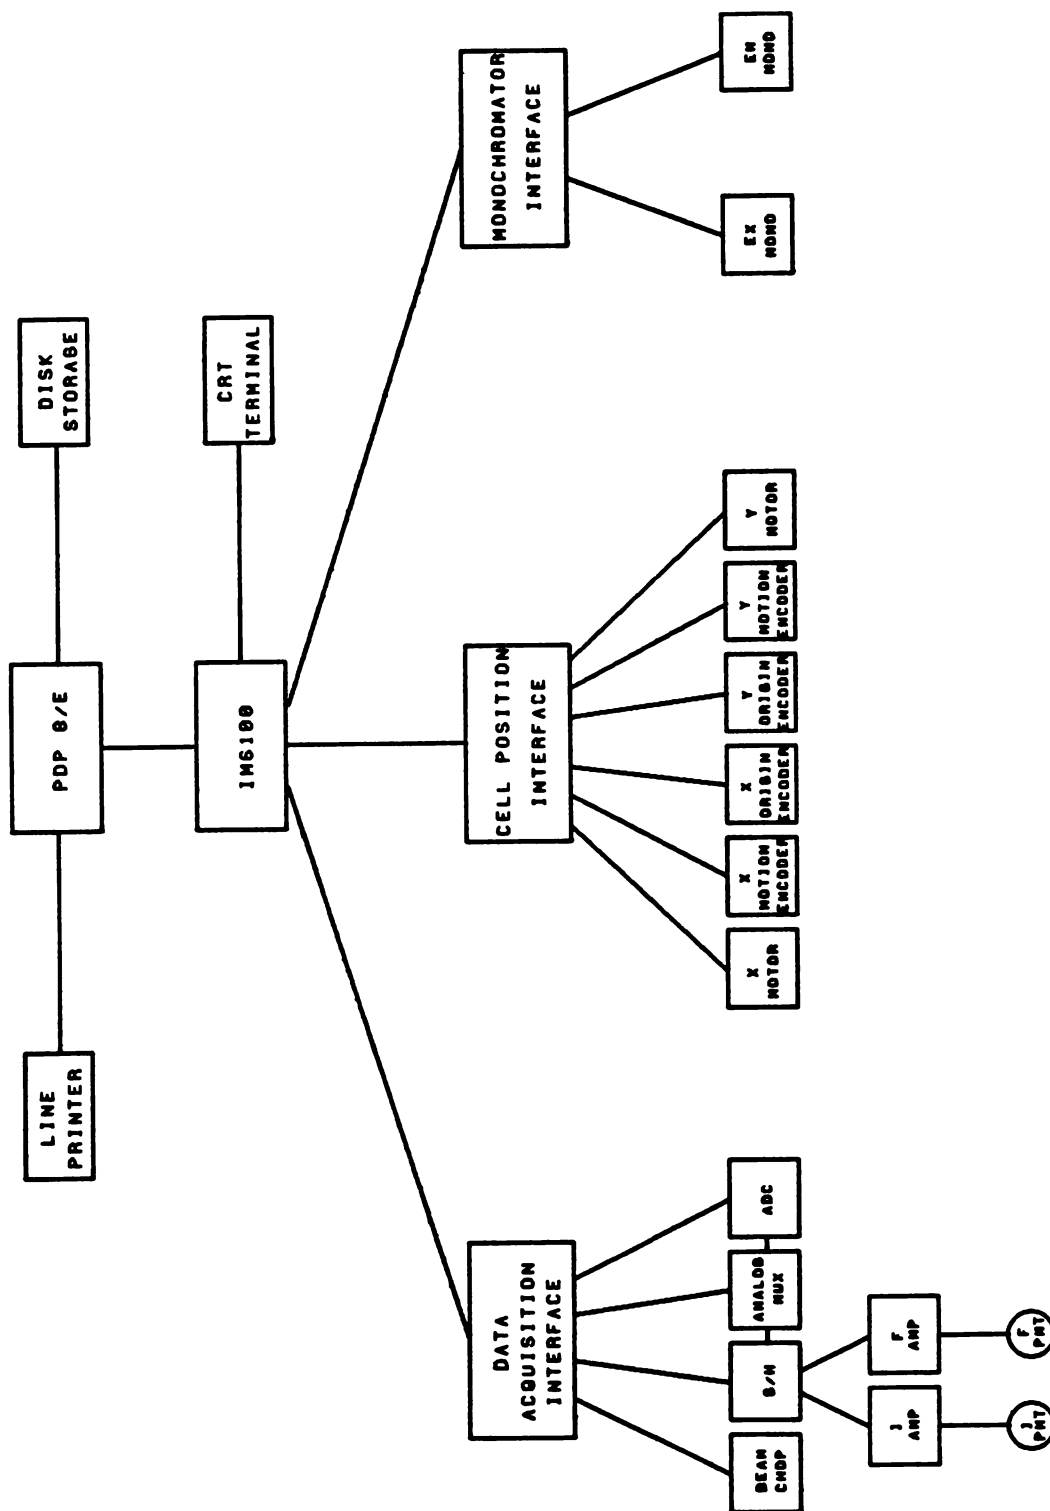 LINE
PRINTER
PDP 8/E
DISK
STORAGE
IM6100
CRT
TERMINAL
DATA
ACQUISITION
INTERFACE
CELL POSITION
INTERFACE
MONOCHROMATOR
INTERFACE
BEAM
CHOP
S/H
ANALOG
MUX
ADC
X
MOTOR
X
MOTION
ENCODER
X
ORIGIN
ENCODER
Y
ORIGIN
ENCODER
Y
MOTION
ENCODER
Y
MOTOR
EX
MONO
EM
MONO
I
AMP
F
AMP
I
PMT
F
PMT